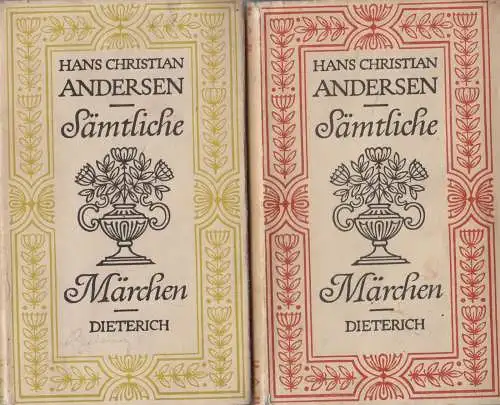 HANS CHRISTIAN
ANDERSEN
Sämtliche
Märchen
DIETERICH
HANS CHRISTIAN
ANDERSEN
Sämtliche
Märchen
DIETERICH